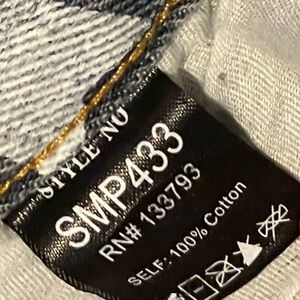 STYLE NO
SMP433
RN# 133793
SELF: 100% Cotton